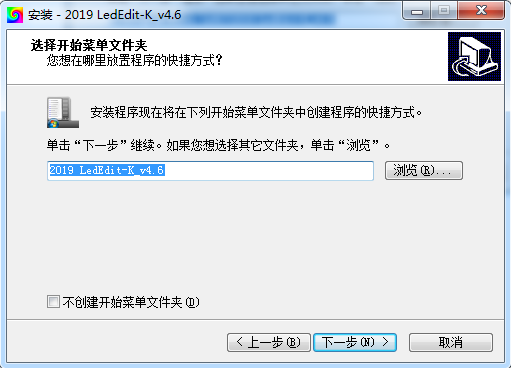 安装 - 2019 LedEdit-K_v4.6
选择开始菜单文件夹
您想在哪里放置程序的快捷方式？
安装程序现在将在下列开始菜单文件夹中创建程序的快捷方式。
单击“下一步”继续。如果您想选择其它文件夹，单击“浏览”。
2019 LedEdit-K_v4.6
浏览(R)...
不创建开始菜单文件夹(D)
< 上一步(B)
下一步(N) >
取消